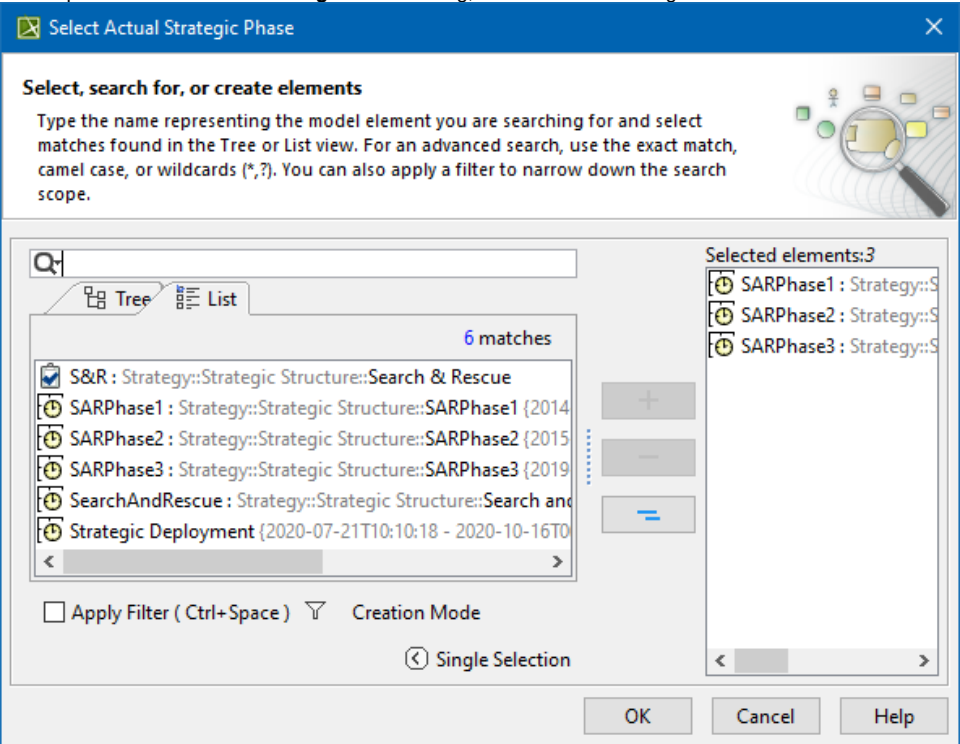 Select Actual Strategic Phase
Select, search for, or create elements
Type the name representing the model element you are searching for and select
matches found in the Tree or List view. For an advanced search, use the exact match,
camel case, or wildcards (*,?). You can also apply a filter to narrow down the search
scope.
Tree
List
6 matches
S&R : Strategy::Strategic Structure::Search & Rescue
SARPhase1 : Strategy::Strategic Structure::SARPhase1 {2014
SARPhase2 : Strategy::Strategic Structure::SARPhase2 {2015
SARPhase3 : Strategy::Strategic Structure::SARPhase3 {2019
SearchAndRescue : Strategy::Strategic Structure::Search and
Strategic Deployment {2020-07-21T10:10:18 - 2020-10-16T0
Apply Filter ( Ctrl+Space )
Creation Mode
Single Selection
Selected elements:3
SARPhase1 : Strategy::S
SARPhase2 : Strategy::S
SARPhase3 : Strategy::S
OK
Cancel
Help